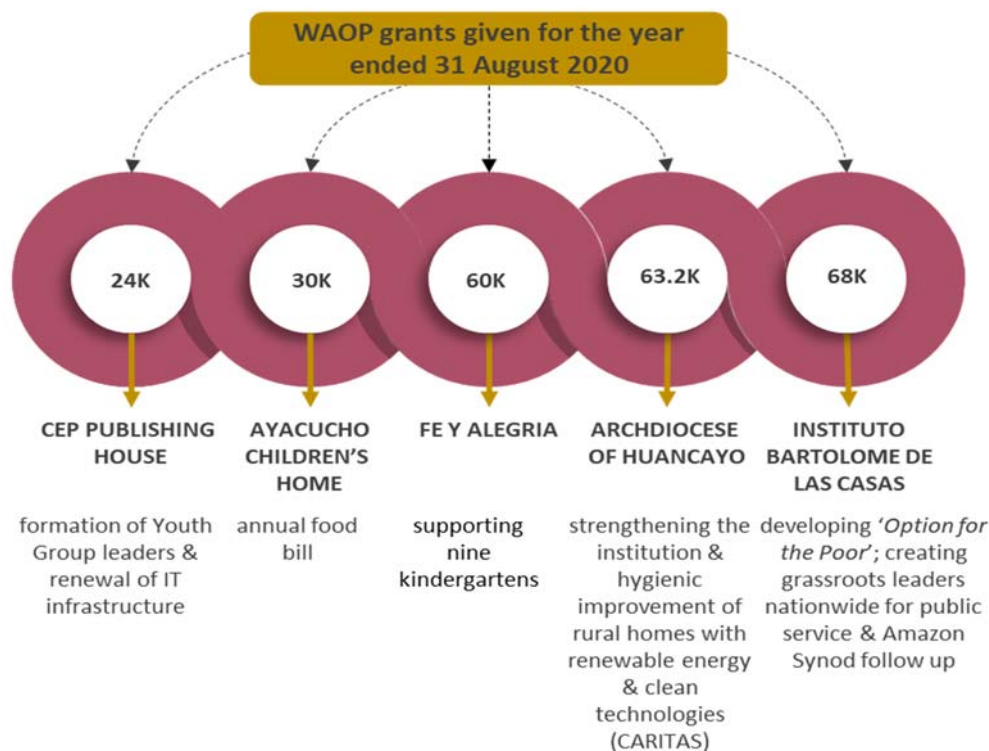 WAOP grants given for the year
ended 31 August 2020
24K
30K
60K
63.2K
68K
CEP PUBLISHING
HOUSE
formation of Youth
Group leaders &
renewal of IT
infrastructure
AYACUCHO
CHILDREN'S
HOME
annual food
bill
FE Y ALEGRIA
supporting
nine
kindergartens
ARCHDIOCESE
OF HUANCAYO
strengthening the
institution &
hygienic
improvement of
rural homes with
renewable energy
& clean
technologies
(CARITAS)
INSTITUTO
BARTOLOME DE
LAS CASAS
developing ‘Option for
the Poor’; creating
grassroots leaders
nationwide for public
service & Amazon
Synod follow up